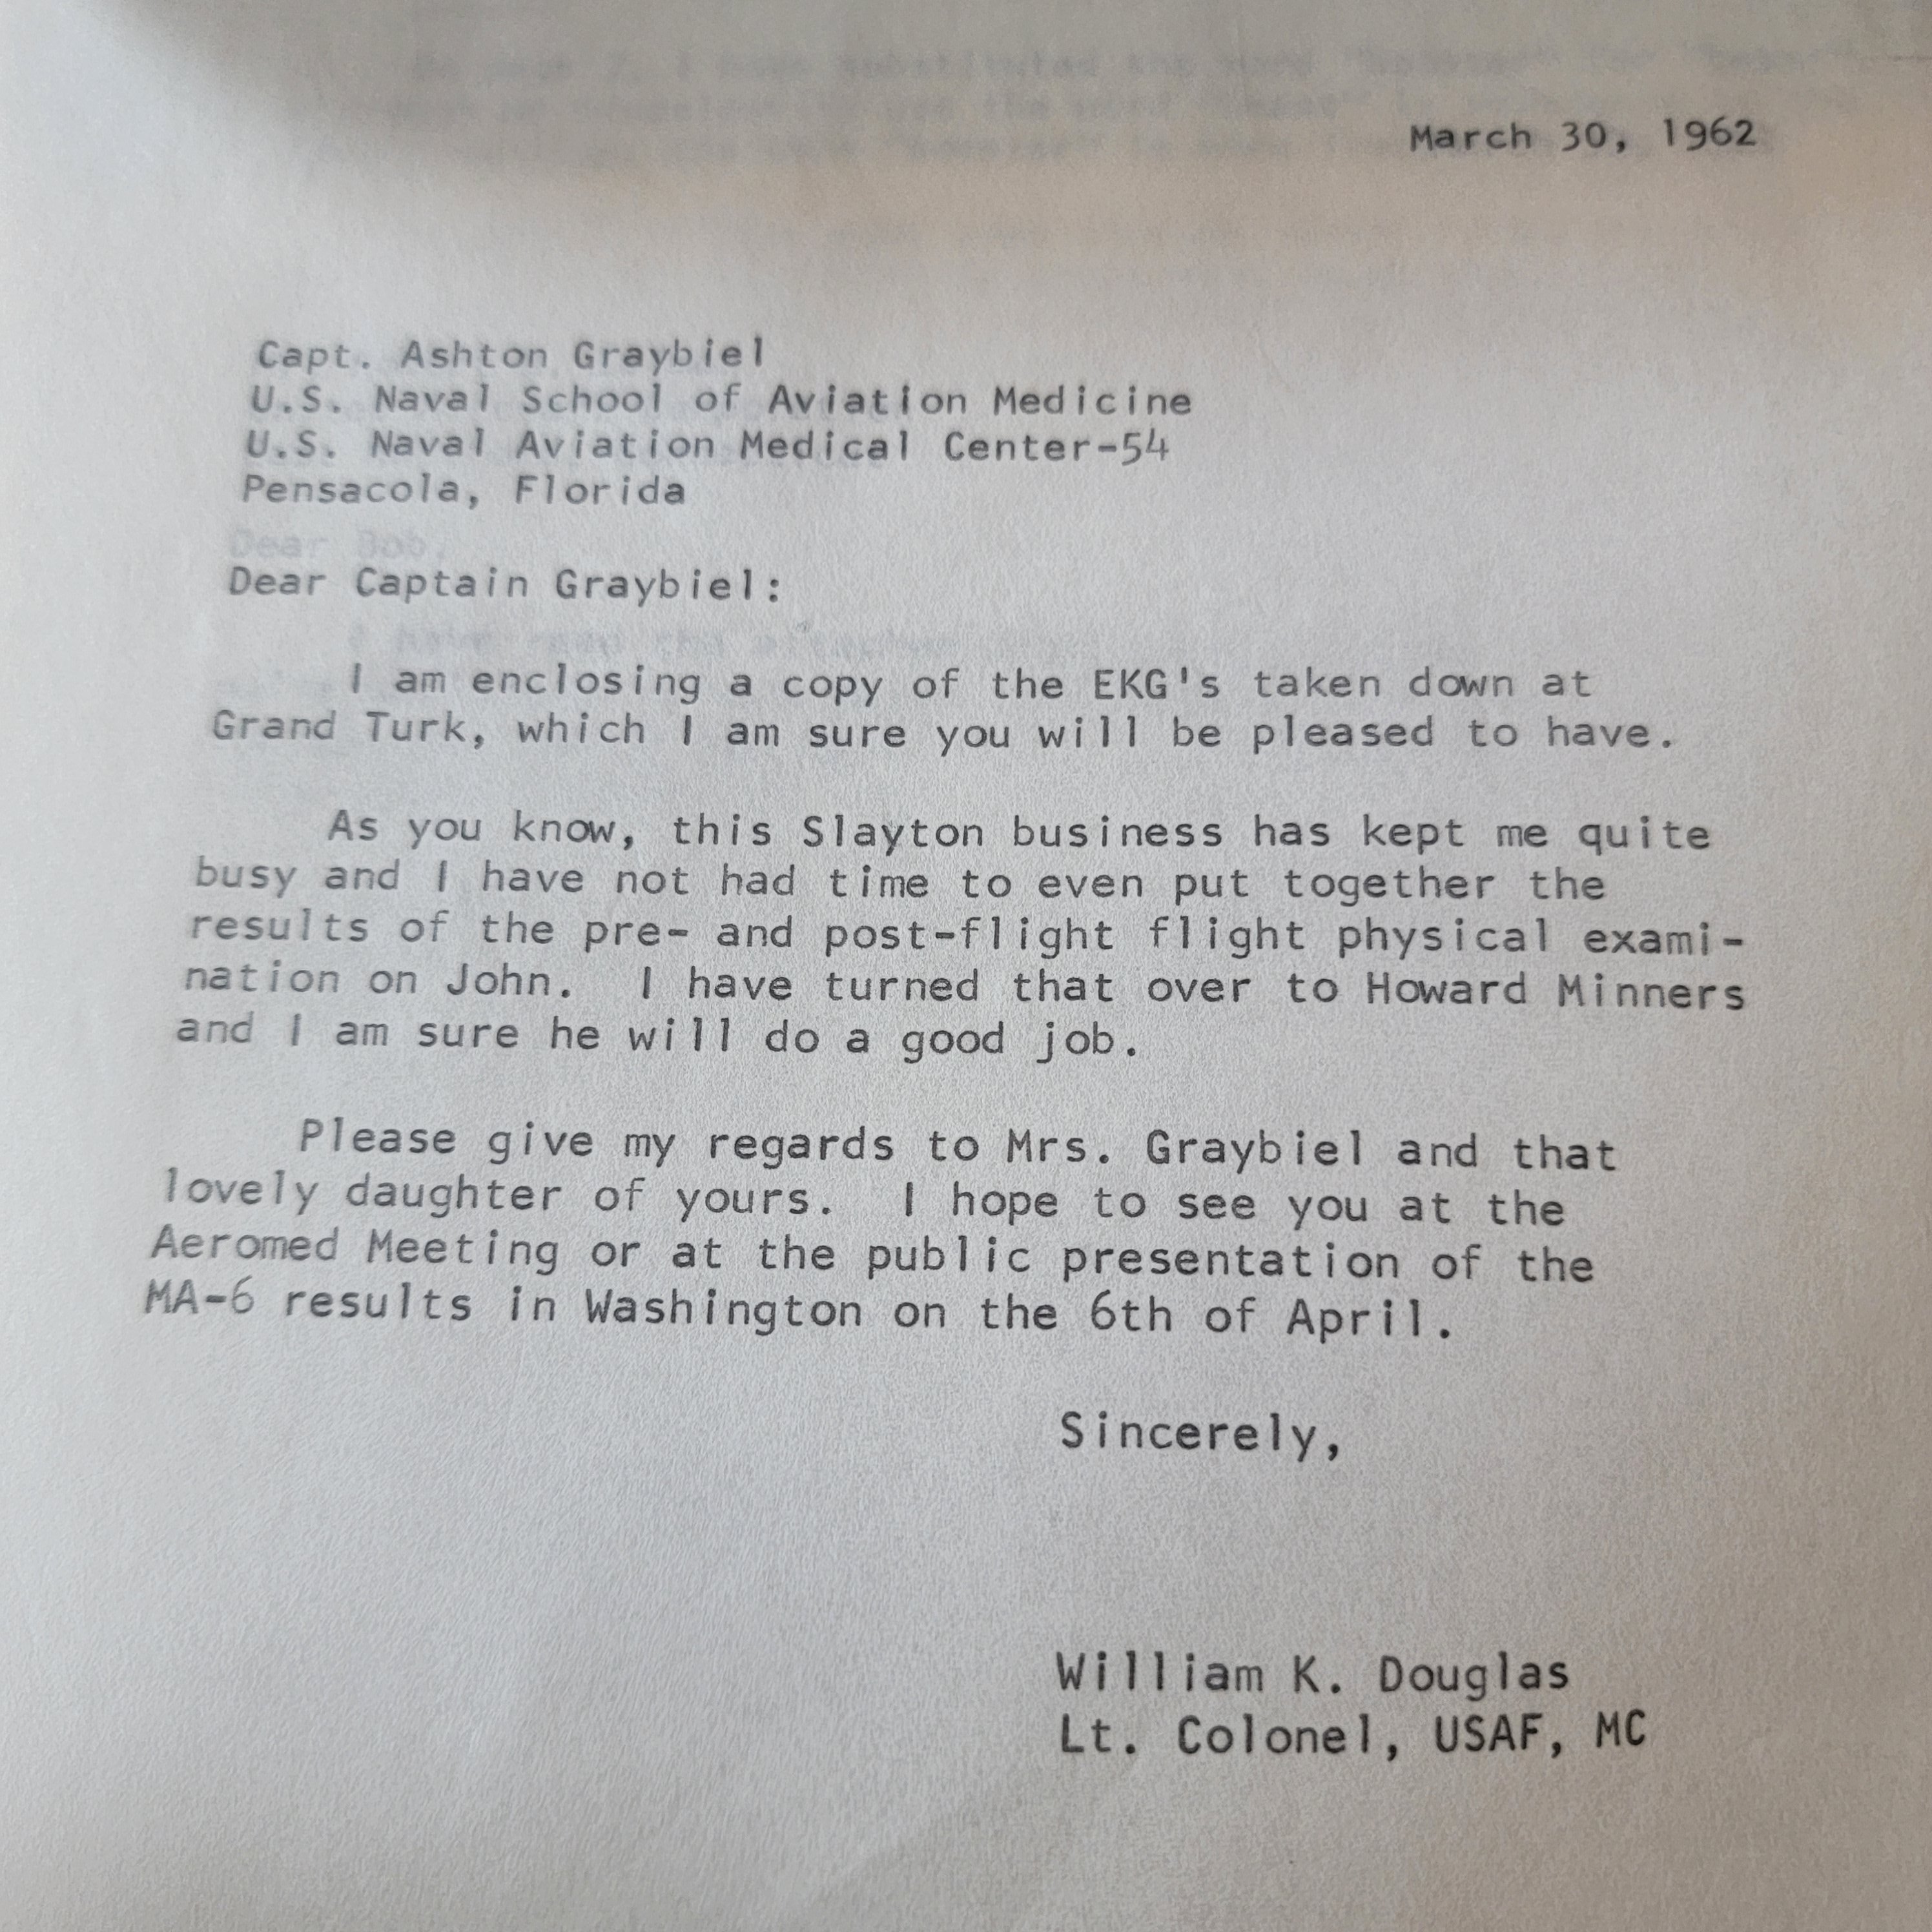 March 30, 1962
Capt. Ashton Graybiel
U.S. Naval School of Aviation Medicine
U.S. Naval Aviation Medical Center-54
Pensacola, Florida
Dear Bob,
Dear Captain Graybiel:
I have read the attached
I am enclosing a copy of the EKG's taken down at
Grand Turk, which I am sure you will be pleased to have.
As you know, this Slayton business has kept me quite
busy and I have not had time to even put together the
results of the pre- and post-flight flight physical exami-
nation on John.  I have turned that over to Howard Minners
and I am sure he will do a good job.
Please give my regards to Mrs. Graybiel and that
lovely daughter of yours.  I hope to see you at the
Aeromed Meeting or at the public presentation of the
MA-6 results in Washington on the 6th of April.
Sincerely,
William K. Douglas
Lt. Colonel, USAF, MC